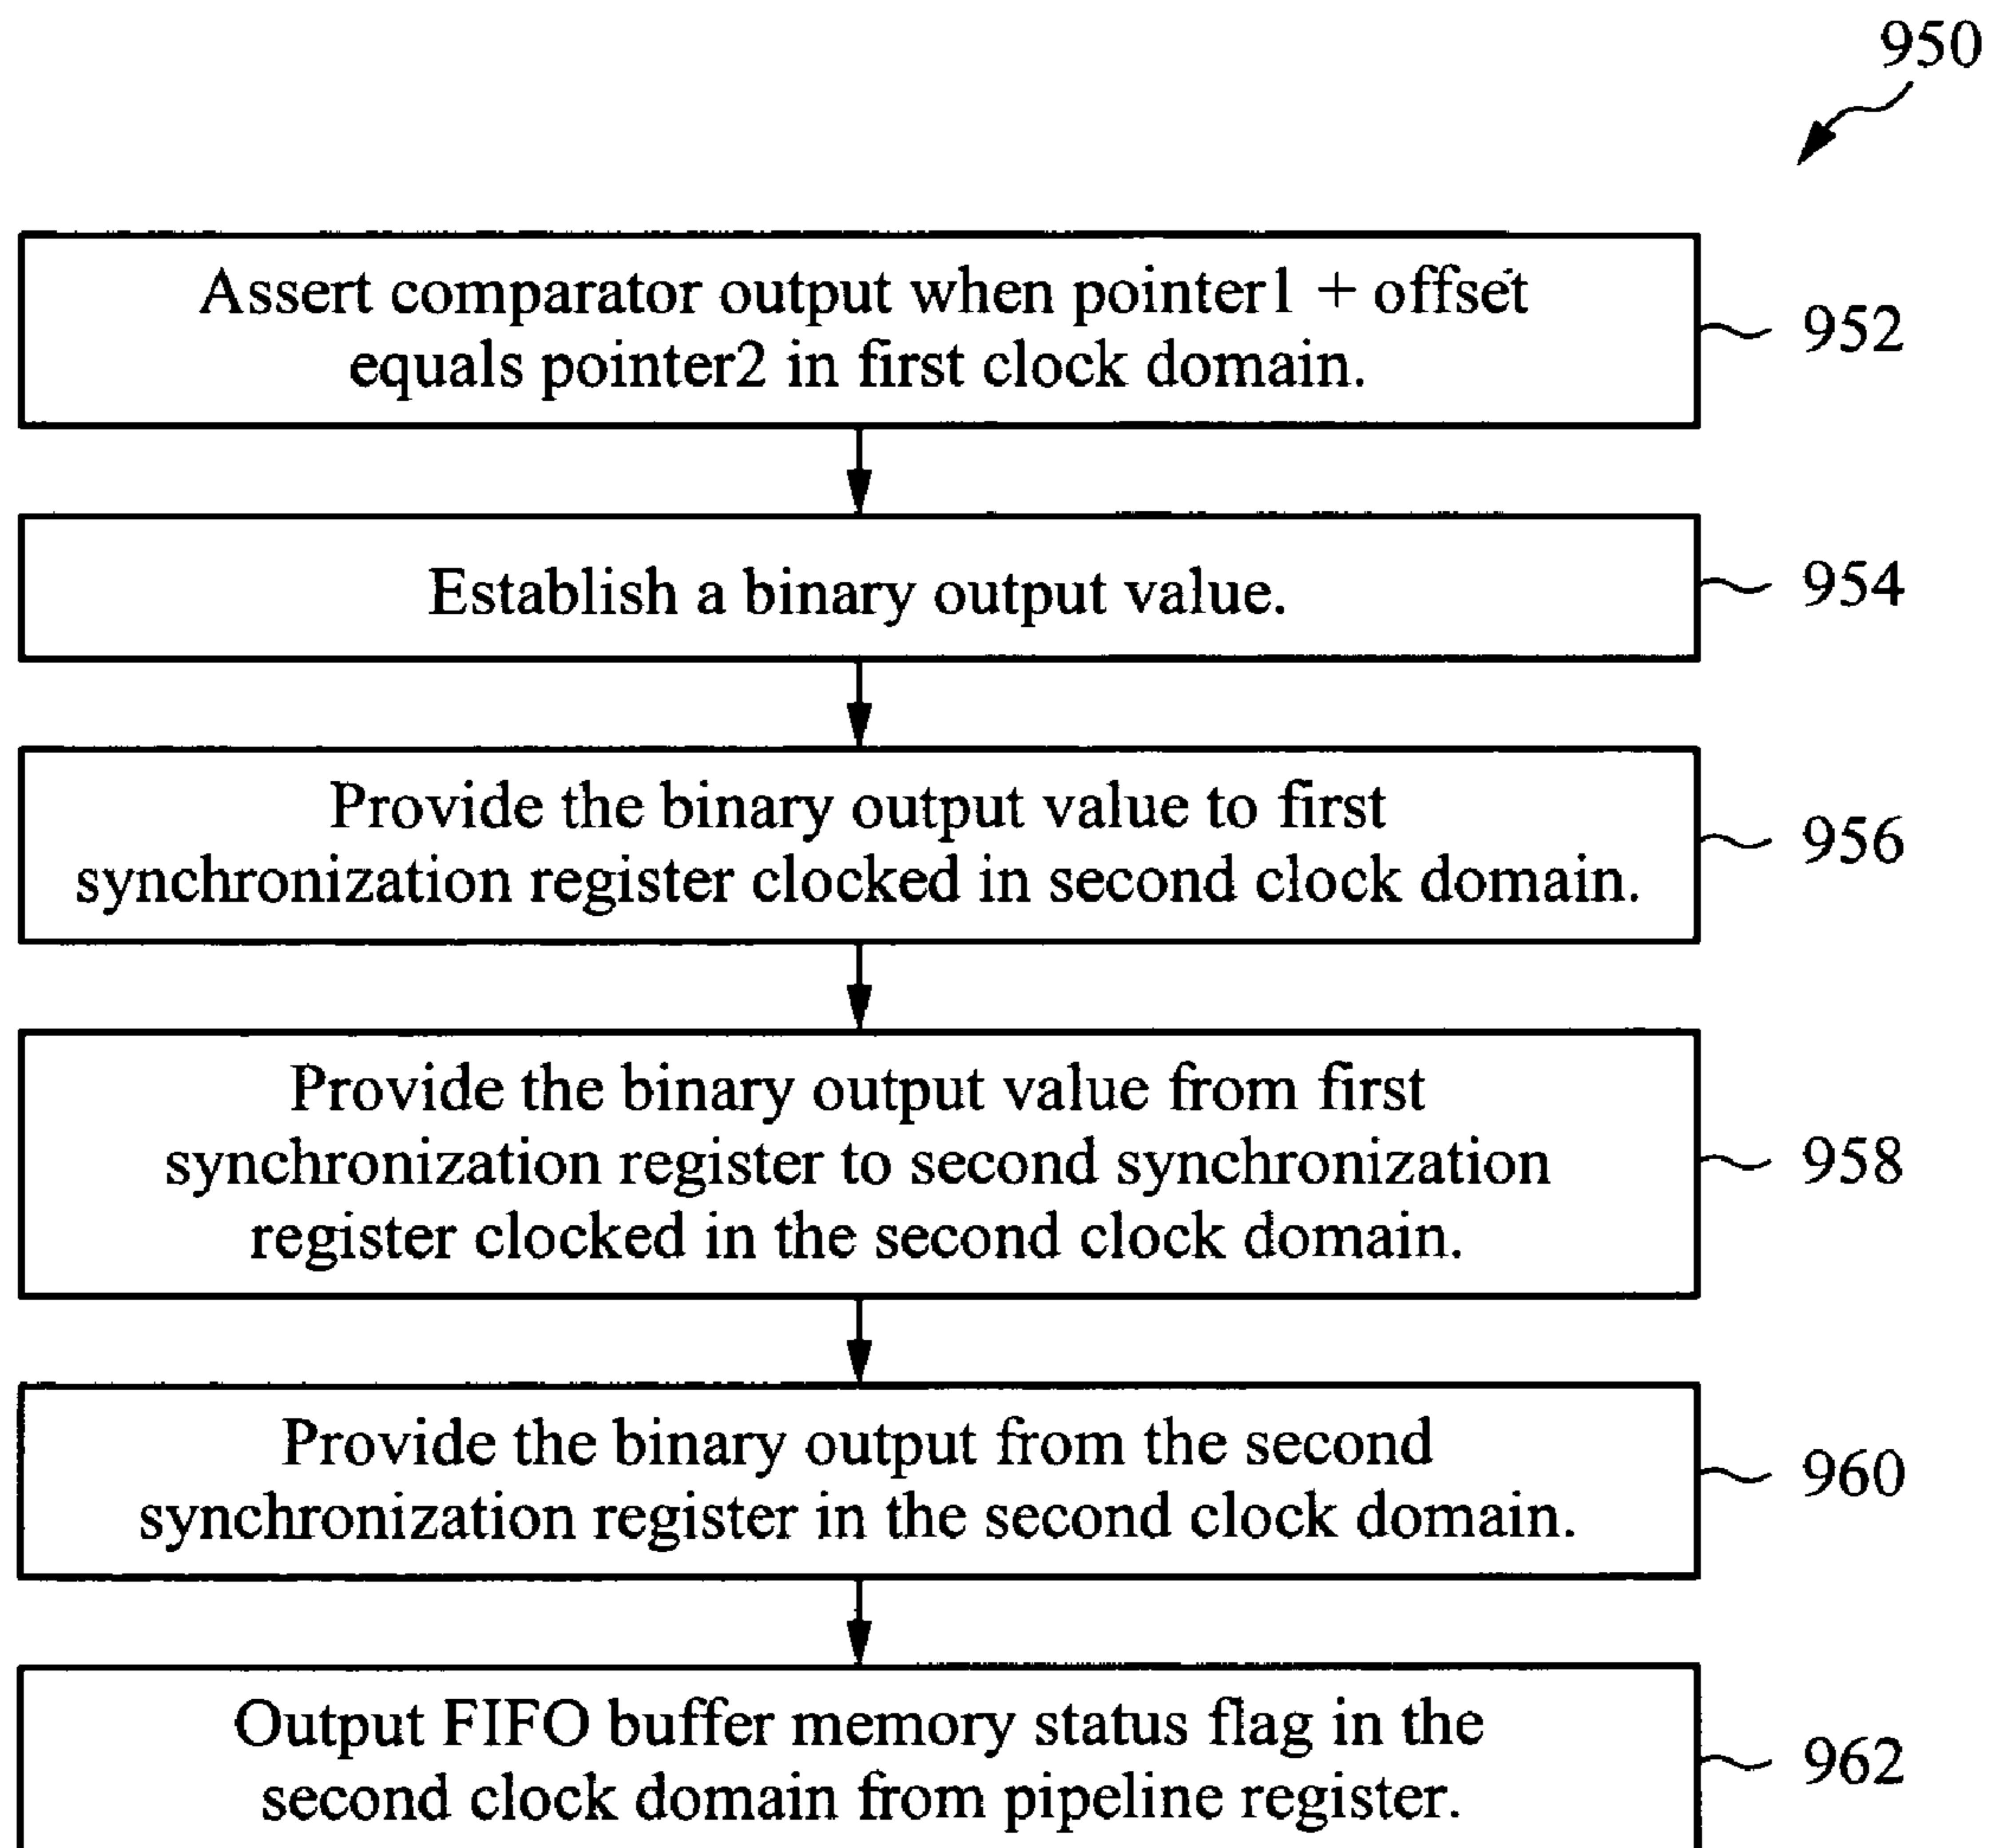 950
Assert comparator output when pointer1 + offset
equals pointer2 in first clock domain.
952
Establish a binary output value.
954
Provide the binary output value to first
synchronization register clocked in second clock domain.
956
Provide the binary output value from first
synchronization register to second synchronization
register clocked in the second clock domain.
958
Provide the binary output from the second
synchronization register in the second clock domain.
960
Output FIFO buffer memory status flag in the
second clock domain from pipeline register.
962